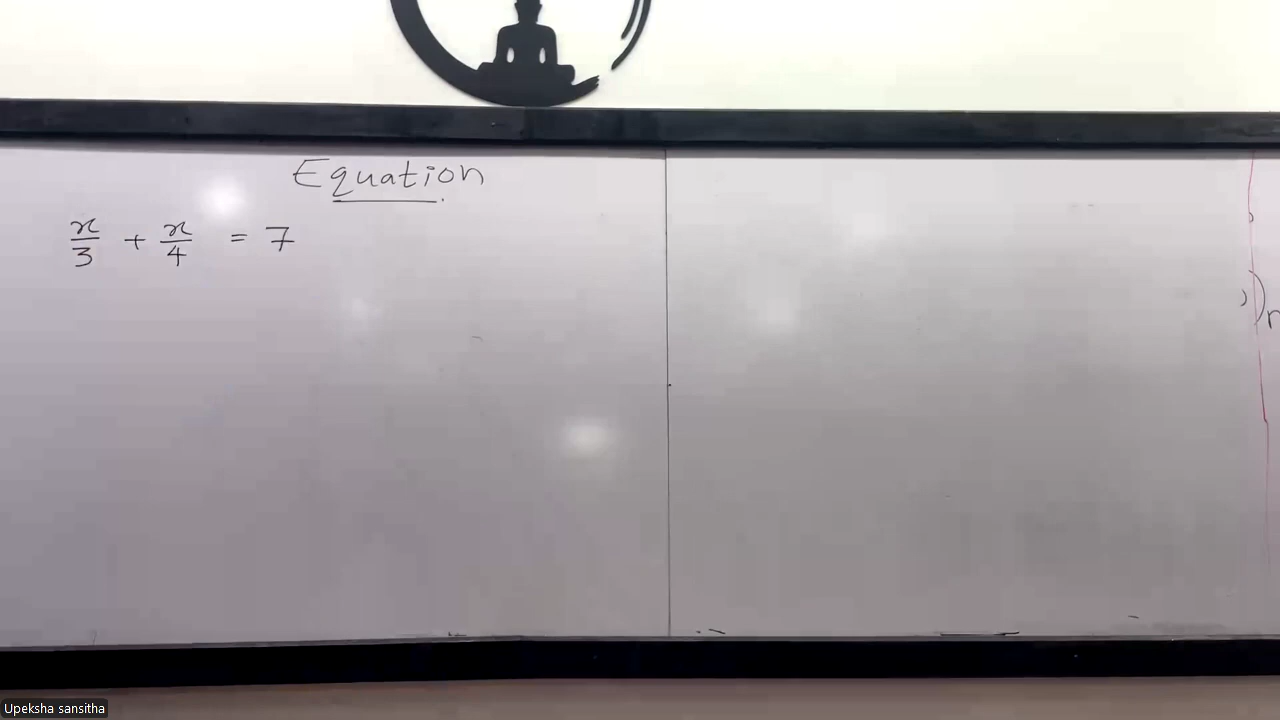 Equation
x/3 + x/4 = 7
n
Upeksha sansitha